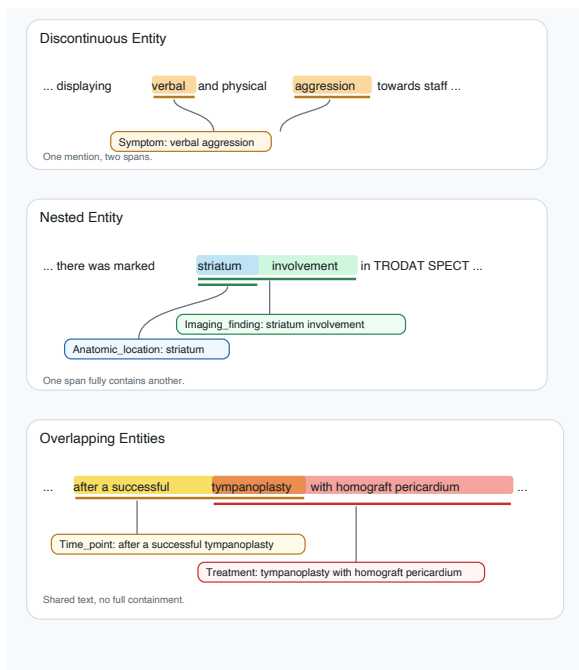 Discontinuous Entity
... displaying verbal and physical aggression towards staff ...
Symptom: verbal aggression
One mention, two spans.
Nested Entity
... there was marked striatum involvement in TRODAT SPECT ...
Imaging_finding: striatum involvement
Anatomic_location: striatum
One span fully contains another.
Overlapping Entities
... after a successful tympanoplasty with homograft pericardium ...
Time_point: after a successful tympanoplasty
Treatment: tympanoplasty with homograft pericardium
Shared text, no full containment.